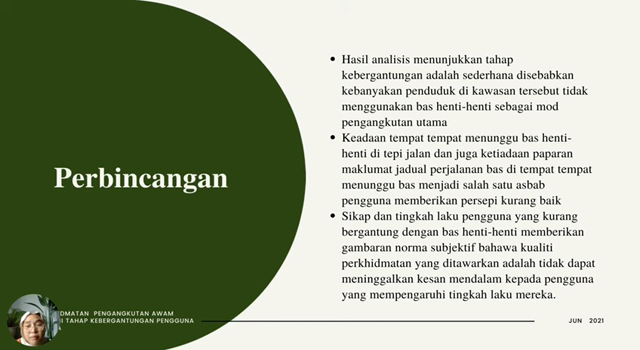 Perbincangan
Hasil analisis menunjukkan tahap
kebergantungan adalah sederhana disebabkan
kebanyakan penduduk di kawasan tersebut tidak
menggunakan bas henti-henti sebagai mod
pengangkutan utama
Keadaan tempat tempat menunggu bas henti-
henti di tepi jalan dan juga ketiadaan paparan
maklumat jadual perjalanan bas di tempat tempat
menunggu bas menjadi salah satu asbab
pengguna memberikan persepi kurang baik
Sikap dan tingkah laku pengguna yang kurang
bergantung dengan bas henti-henti memberikan
gambaran norma subjektif bahawa kualiti
perkhidmatan yang ditawarkan adalah tidak dapat
meninggalkan kesan mendalam kepada pengguna
yang mempengaruhi tingkah laku mereka.
PENGANGKUTAN AWAM
TAHAP KEBERGANTUNGAN PENGGUNA
JUN 2021